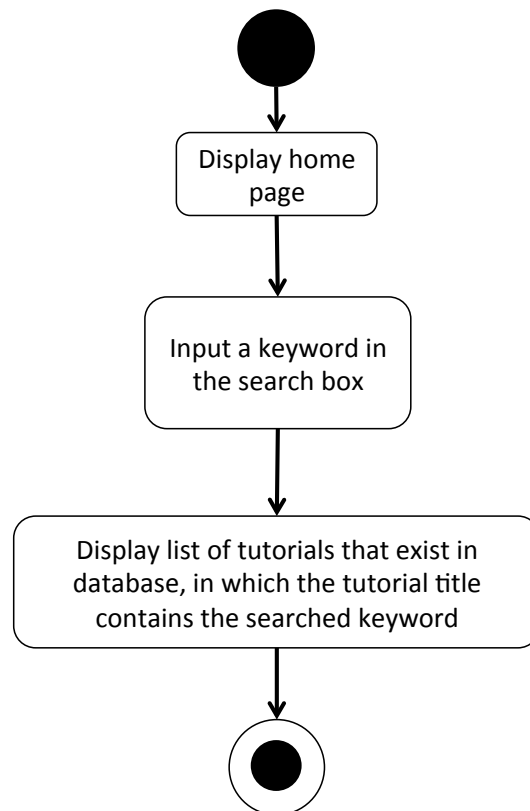 Display home
page
Input a keyword in
the search box
Display list of tutorials that exist in
database, in which the tutorial title
contains the searched keyword